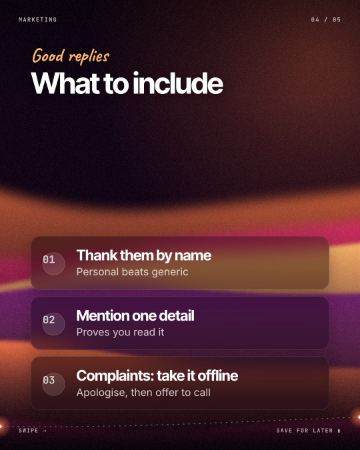 MARKETING
04 / 05
Good replies
What to include
01
Thank them by name
Personal beats generic
02
Mention one detail
Proves you read it
03
Complaints: take it offline
Apologise, then offer to call
SWIPE →
SAVE FOR LATER